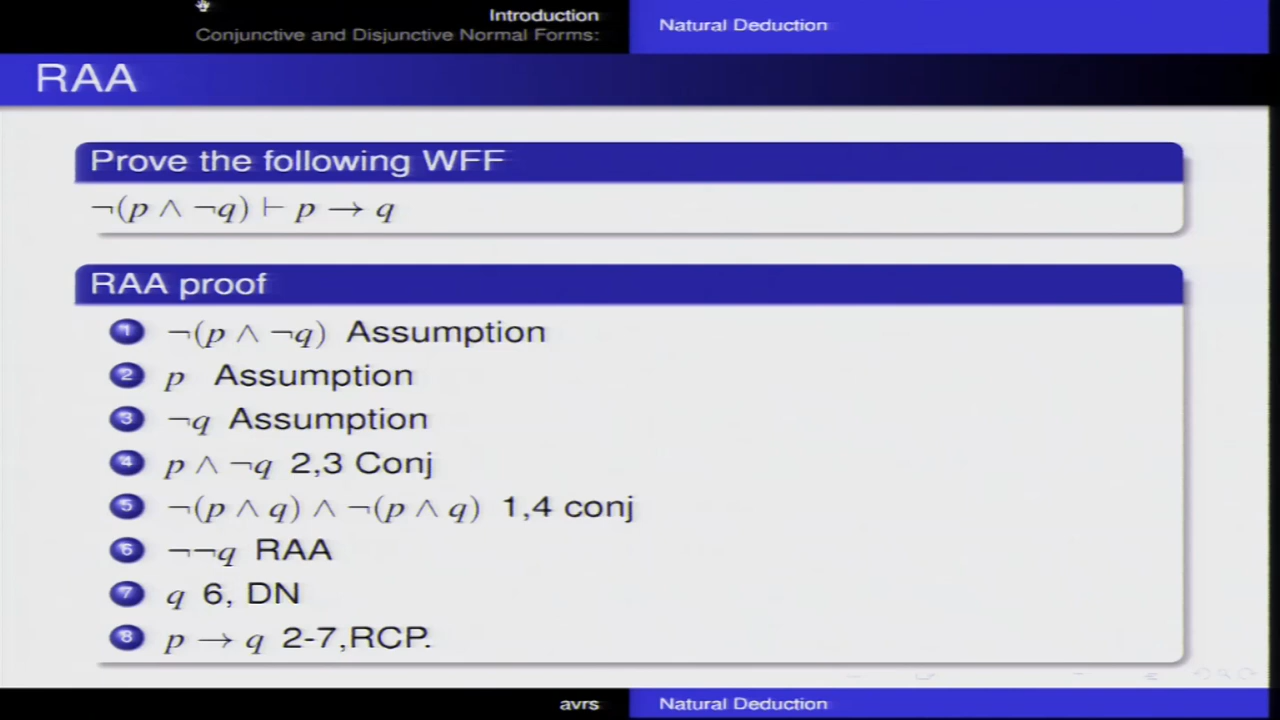 Introduction
Conjunctive and Disjunctive Normal Forms:
Natural Deduction
RAA
Prove the following WFF
¬(p ∧ ¬q) ⊢ p → q
RAA proof
1 ¬(p ∧ ¬q) Assumption
2 p Assumption
3 ¬q Assumption
4 p ∧ ¬q 2,3 Conj
5 ¬(p ∧ q) ∧ ¬(p ∧ q) 1,4 conj
6 ¬¬q RAA
7 q 6, DN
8 p → q 2-7,RCP.
avrs
Natural Deduction